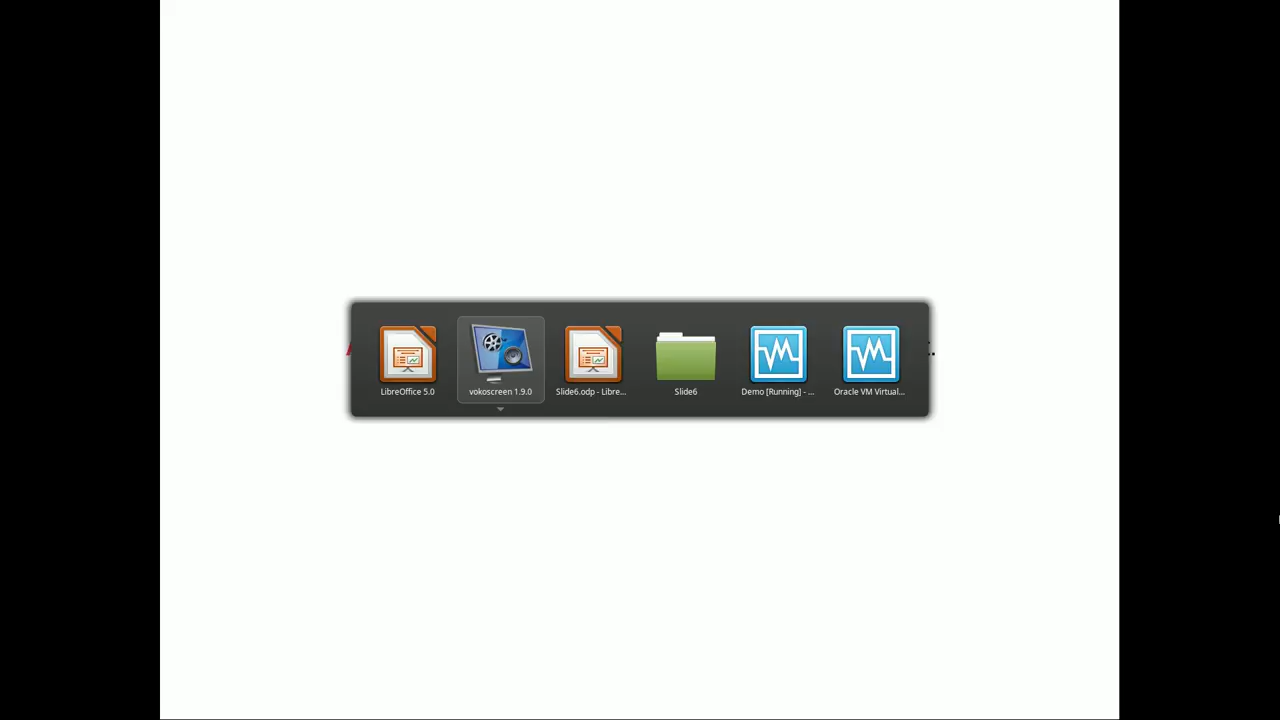 LibreOffice 5.0
vokoscreen 1.9.0
Slide6.odp - Libre...
Slide6
Demo [Running] - ...
Oracle VM Virtual...